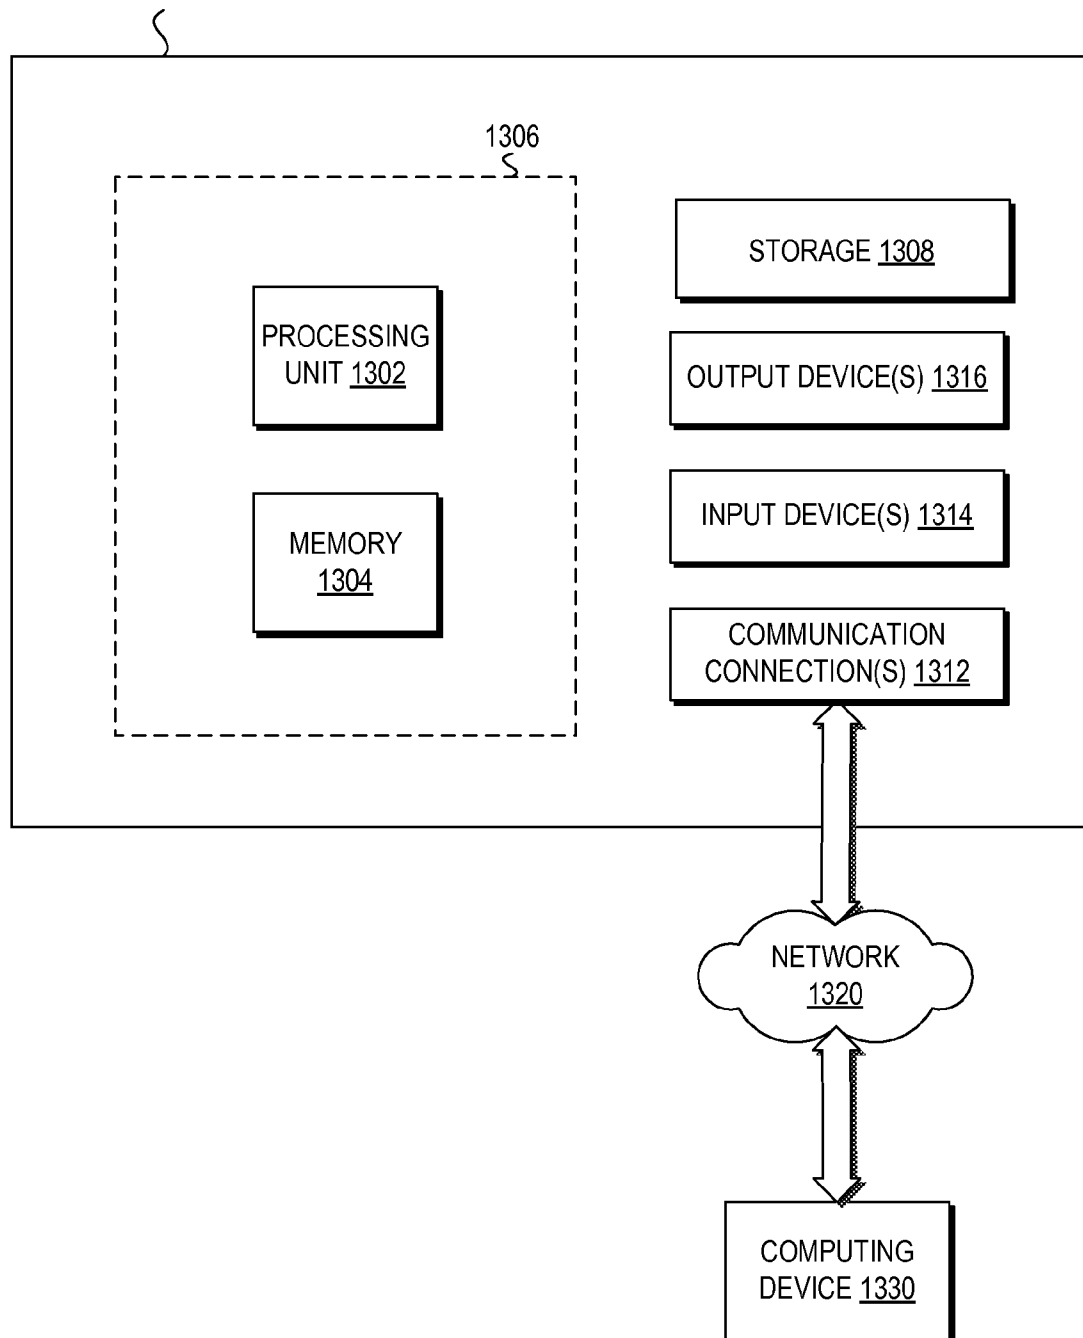 1306
PROCESSING
UNIT 1302
MEMORY
1304
STORAGE 1308
OUTPUT DEVICE(S) 1316
INPUT DEVICE(S) 1314
COMMUNICATION
CONNECTION(S) 1312
NETWORK
1320
COMPUTING
DEVICE 1330